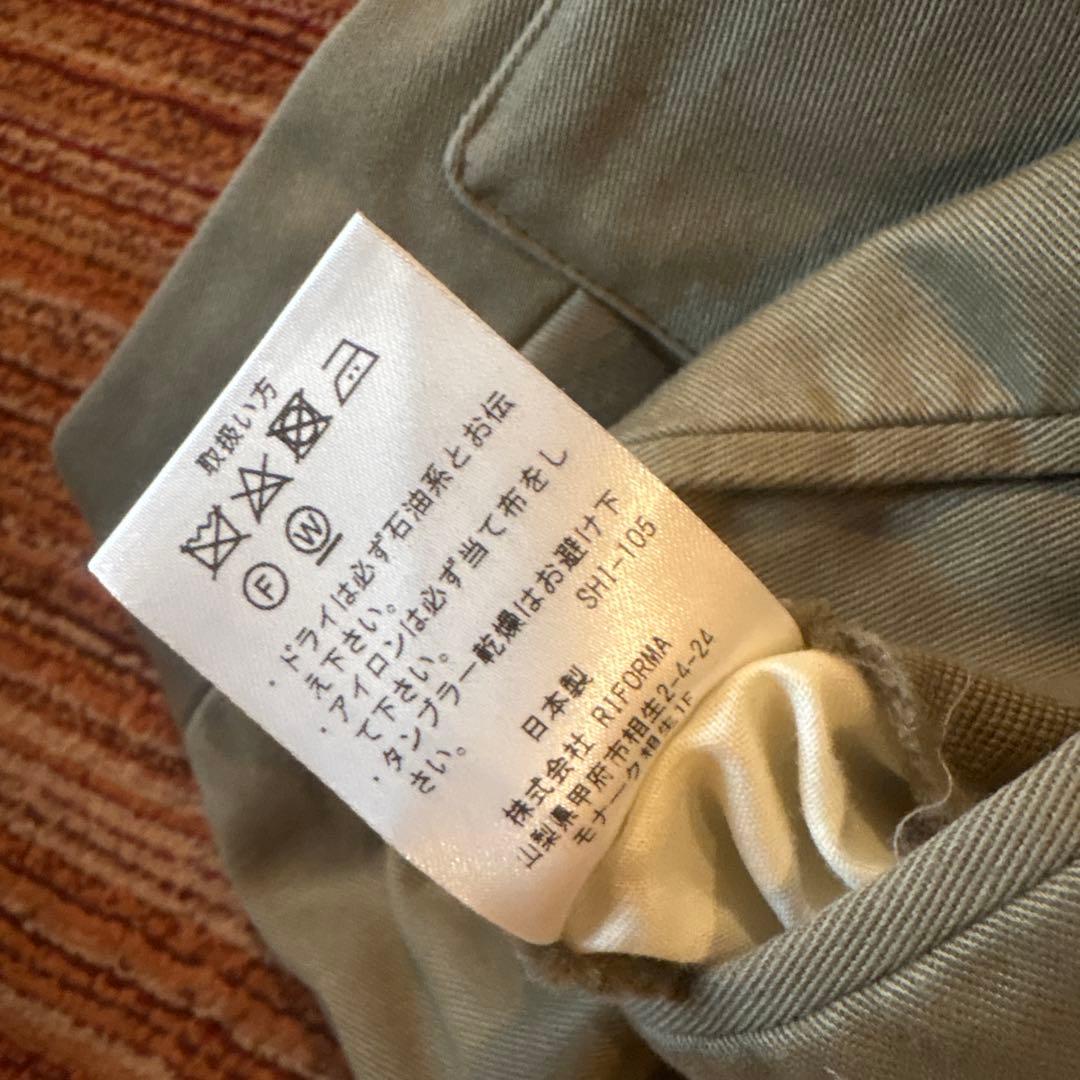 取扱い方
F W
・ドライは必ず石油系とお伝
え下さい。
・アイロンは必ず当て布をし
て下さい。
・タンブラー乾燥はお避け下
さい。
SHI-105
日本製
株式会社 RIFORMA
山梨県甲府市相生2-4-24
モナーク相生1F